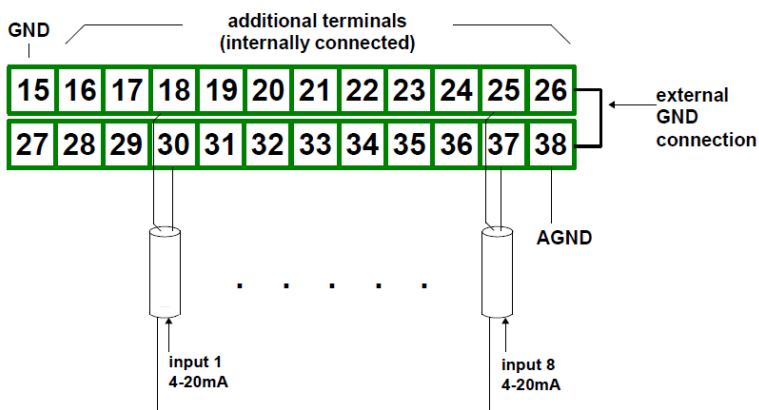 additional terminals
(internally connected)
GND
15 16 17 18 19 20 21 22 23 24 25 26
external
GND
connection
27 28 29 30 31 32 33 34 35 36 37 38
AGND
. . . . .
input 1
4-20mA
input 8
4-20mA